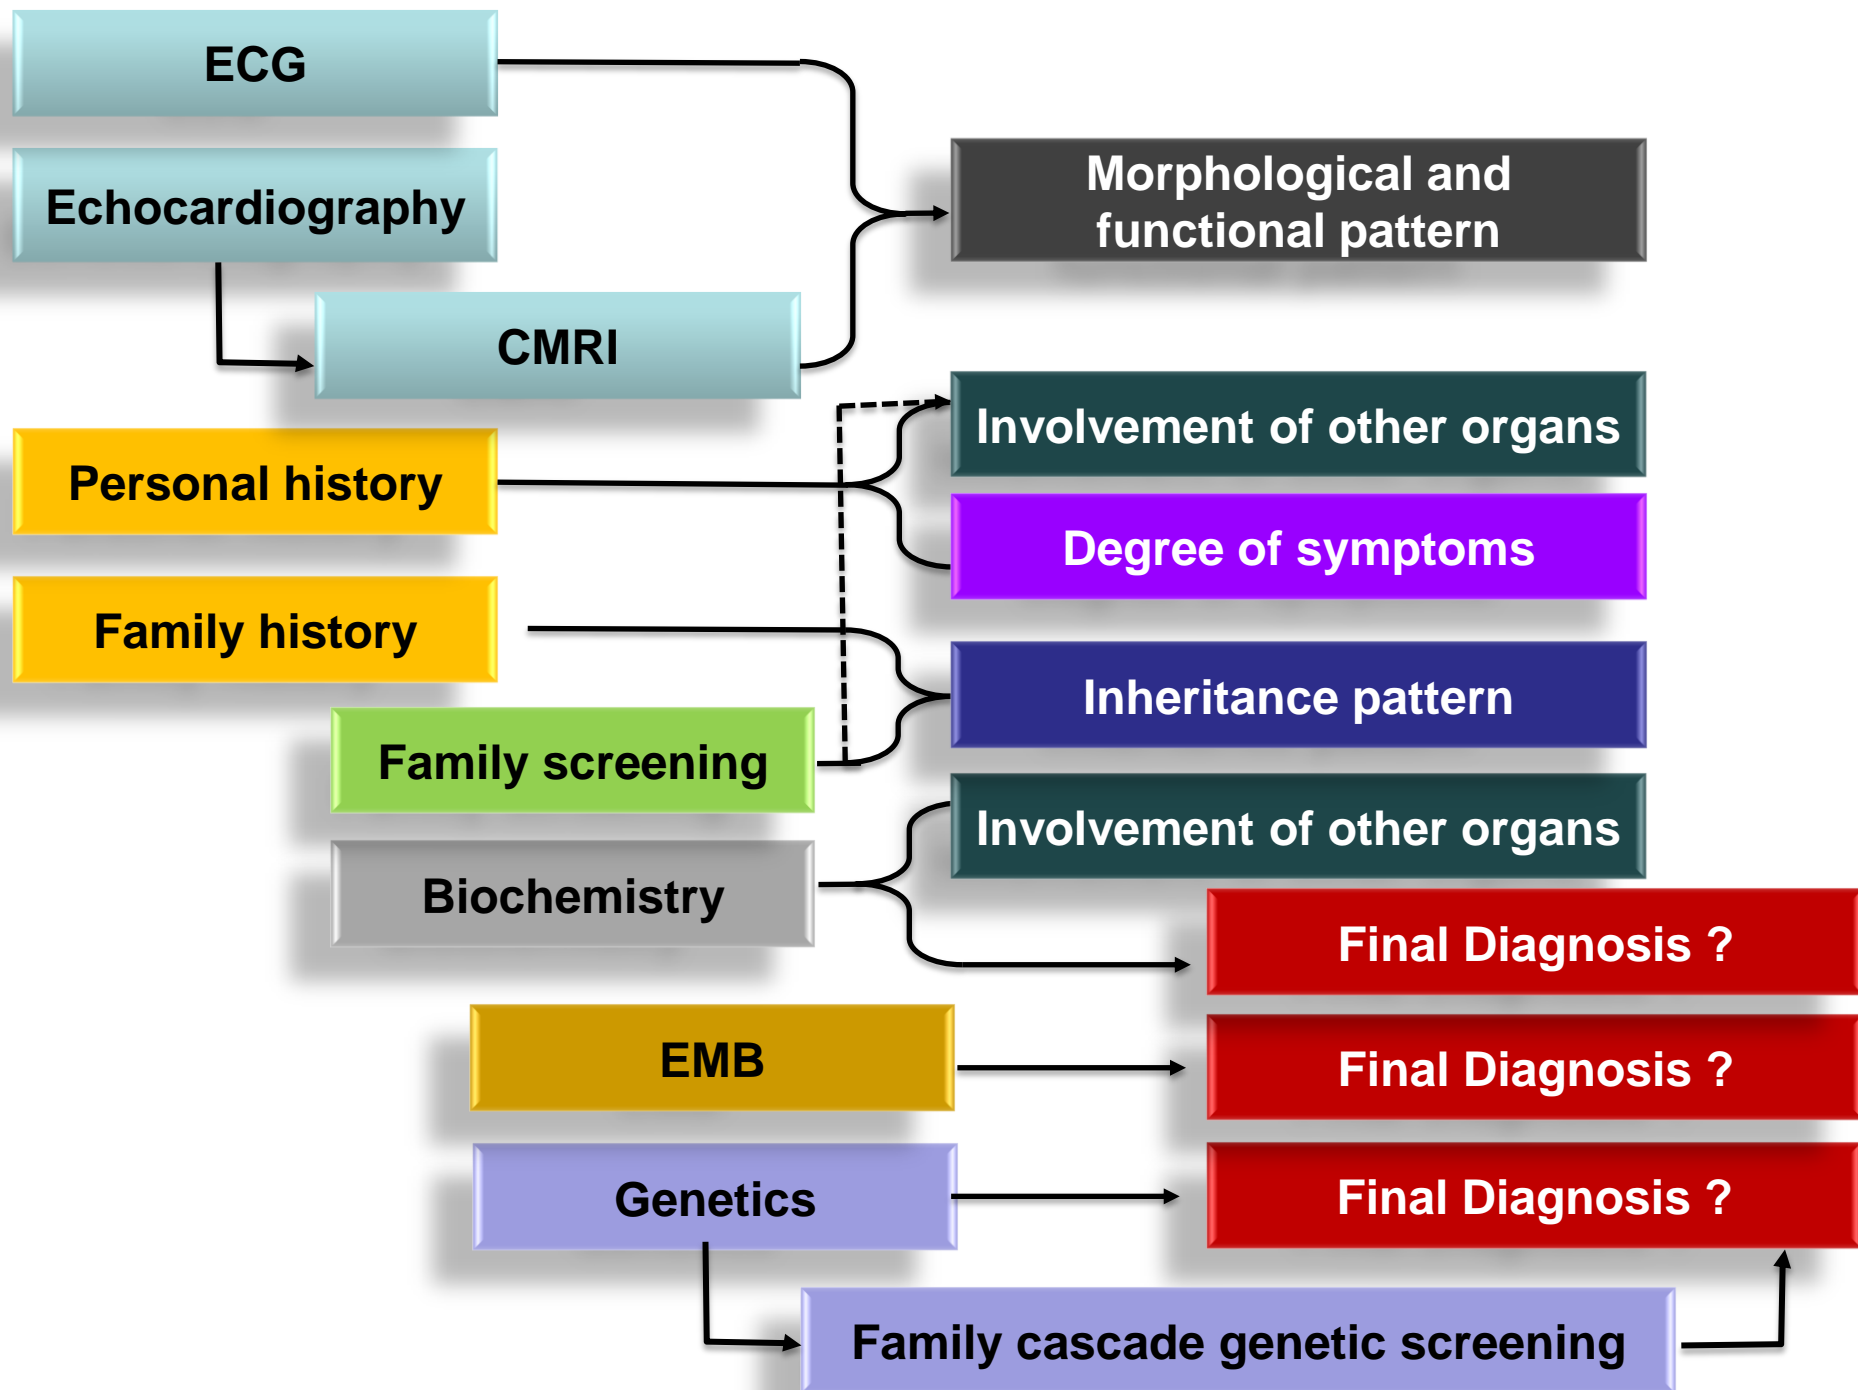 ECG
Echocardiography
Morphological and
functional pattern
CMRI
Personal history
Involvement of other organs
Degree of symptoms
Family history
Inheritance pattern
Family screening
Involvement of other organs
Biochemistry
Final Diagnosis ?
EMB
Final Diagnosis ?
Genetics
Final Diagnosis ?
Family cascade genetic screening